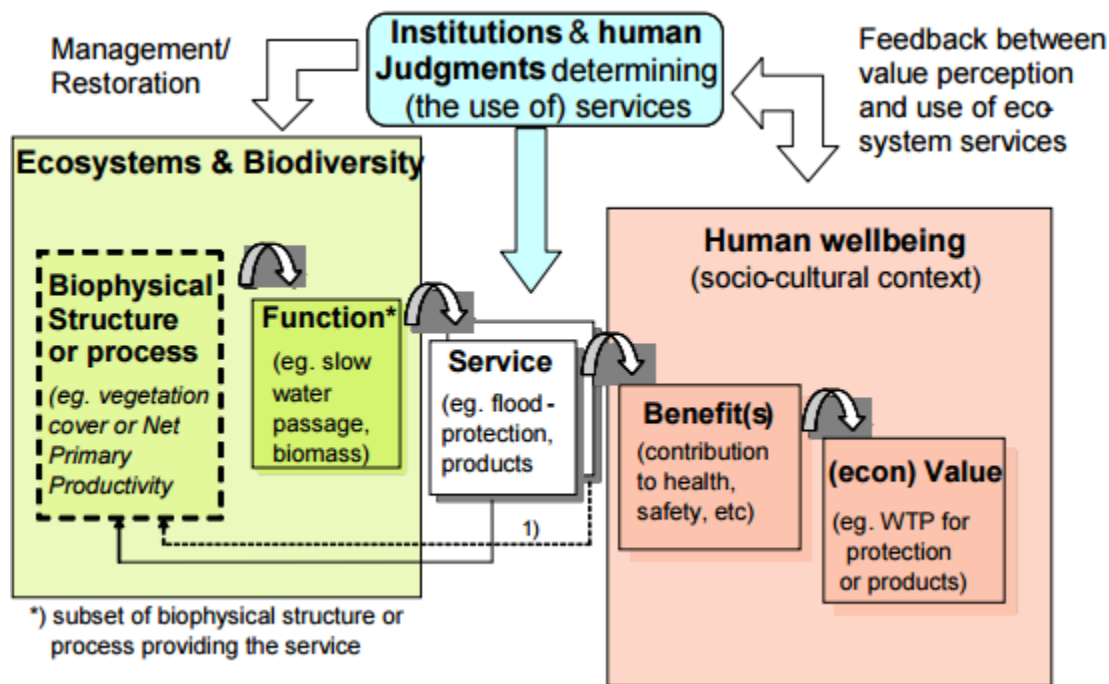 Management/
Restoration
Institutions & human
Judgments determining
(the use of) services
Feedback between
value perception
and use of eco-
system services
Ecosystems & Biodiversity
Biophysical
Structure
or process
(eg. vegetation
cover or Net
Primary
Productivity
Function*
(eg. slow
water
passage,
biomass)
Service
(eg. flood-
protection,
products
1)
Human wellbeing
(socio-cultural context)
Benefit(s)
(contribution
to health,
safety, etc)
(econ) Value
(eg. WTP for
protection
or products)
*) subset of biophysical structure or
process providing the service